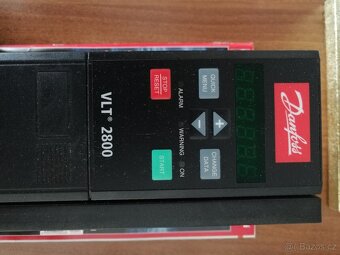 Danfoss
QUICK
MENU
+
-
CHANGE
DATA
ALARM
WARNING
ON
STOP
RESET
START
VLT® 2800
bazos.cz